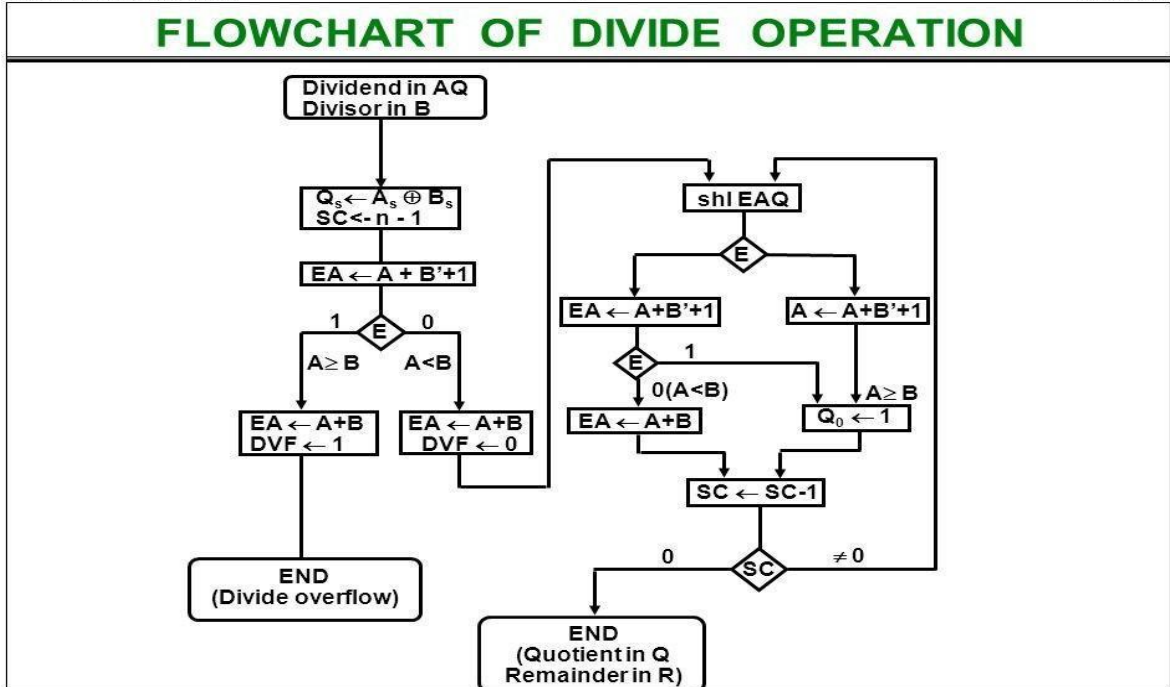 FLOWCHART OF DIVIDE OPERATION
Dividend in AQ
Divisor in B
Qₛ ← Aₛ ⊕ Bₛ
SC<- n - 1
EA ← A + B'+1
E
1
0
A ≥ B
A<B
EA ← A+B
DVF ← 1
EA ← A+B
DVF ← 0
END
(Divide overflow)
shl EAQ
E
EA ← A+B’+1
A ← A+B’+1
E
1
0(A<B)
A ≥ B
EA ← A+B
Q₀ ← 1
SC ← SC-1
0
SC
≠ 0
END
(Quotient in Q
Remainder in R)